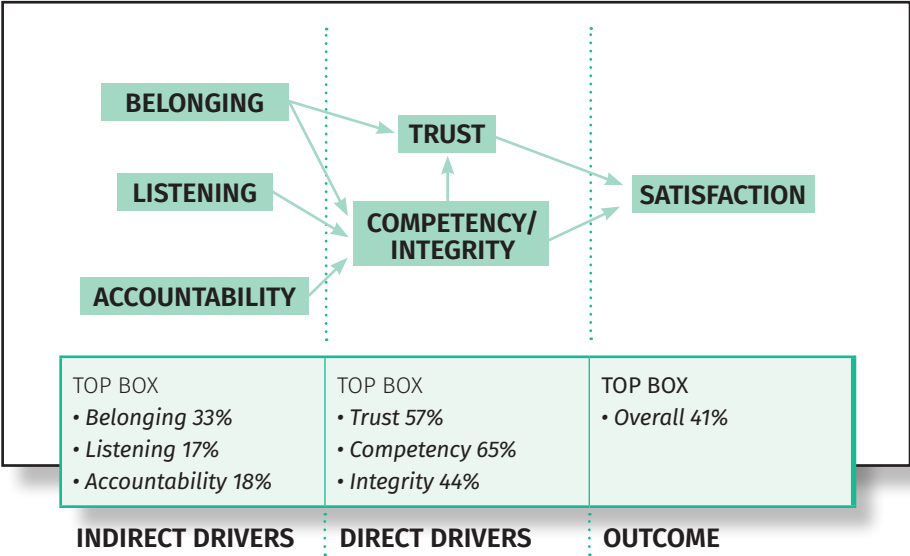 BELONGING
TRUST
LISTENING
SATISFACTION
COMPETENCY/
INTEGRITY
ACCOUNTABILITY
TOP BOX
• Belonging 33%
• Listening 17%
• Accountability 18%
TOP BOX
• Trust 57%
• Competency 65%
• Integrity 44%
TOP BOX
• Overall 41%
INDIRECT DRIVERS
DIRECT DRIVERS
OUTCOME